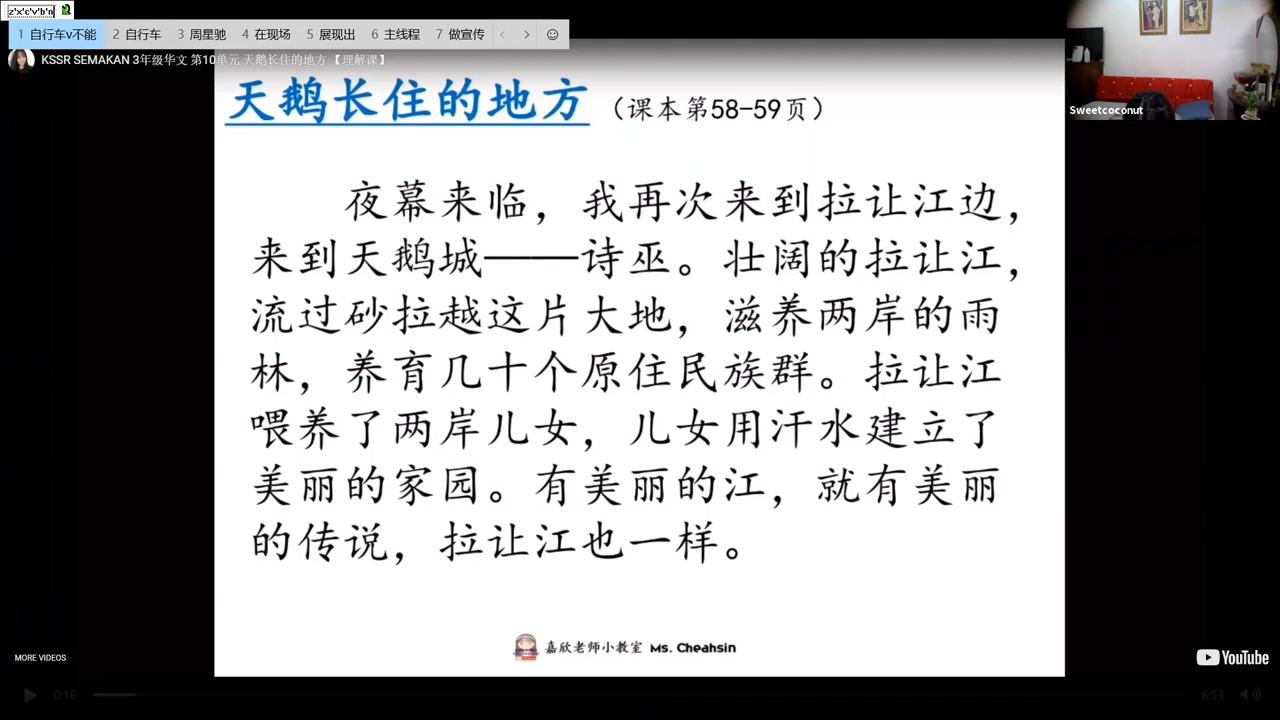 z'x'c'v'b'n
1 自行车v不能 2 自行车 3 周星驰 4 在现场 5 展现出 6 主线程 7 做宣传
KSSR SEMAKAN 3年级华文 第10单元 天鹅长住的地方 【理解课】
Sweetcoconut
天鹅长住的地方 （课本第58-59页）
夜幕来临，我再次来到拉让江边，
来到天鹅城——诗巫。壮阔的拉让江，
流过砂拉越这片大地，滋养两岸的雨
林，养育几十个原住民族群。拉让江
喂养了两岸儿女，儿女用汗水建立了
美丽的家园。有美丽的江，就有美丽
的传说，拉让江也一样。
嘉欣老师小教室 Ms. Cheahsin
MORE VIDEOS
YouTube
0:16
6:53